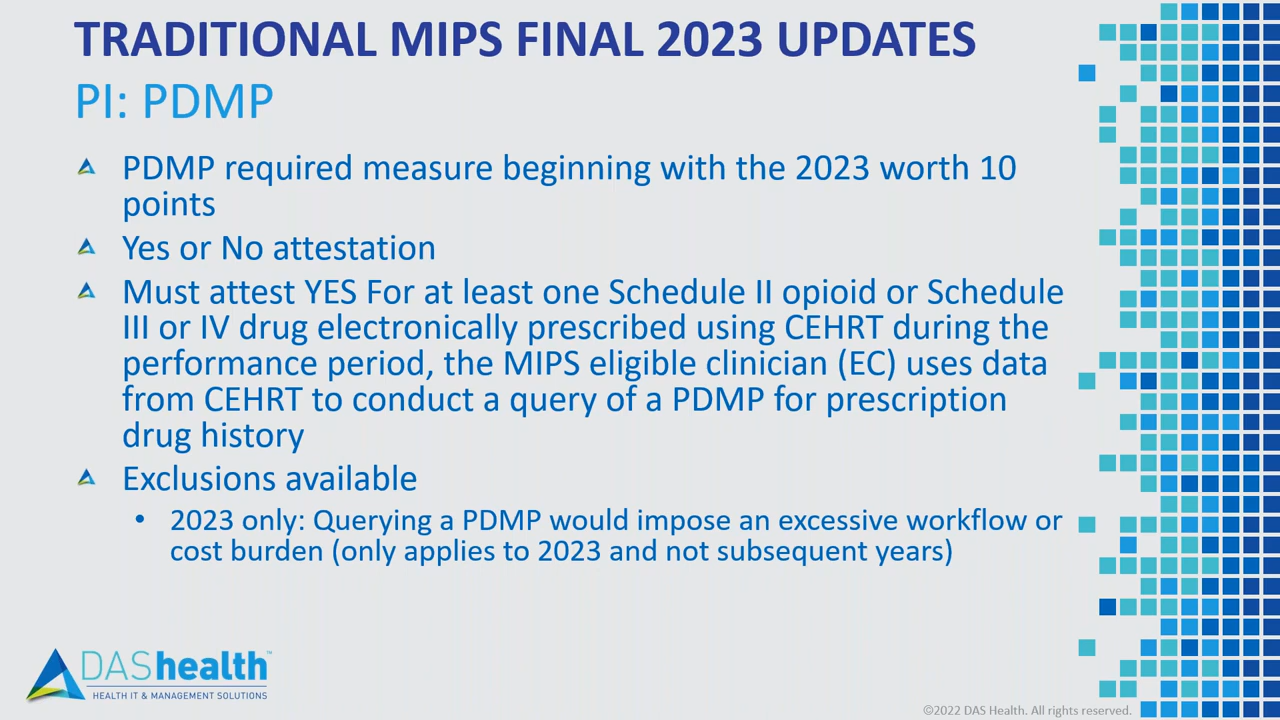 TRADITIONAL MIPS FINAL 2023 UPDATES
PI: PDMP
PDMP required measure beginning with the 2023 worth 10
points
Yes or No attestation
Must attest YES For at least one Schedule II opioid or Schedule
III or IV drug electronically prescribed using CEHRT during the
performance period, the MIPS eligible clinician (EC) uses data
from CEHRT to conduct a query of a PDMP for prescription
drug history
Exclusions available
• 2023 only: Querying a PDMP would impose an excessive workflow or
cost burden (only applies to 2023 and not subsequent years)
DAShealth™
HEALTH IT & MANAGEMENT SOLUTIONS
©2022 DAS Health. All rights reserved.